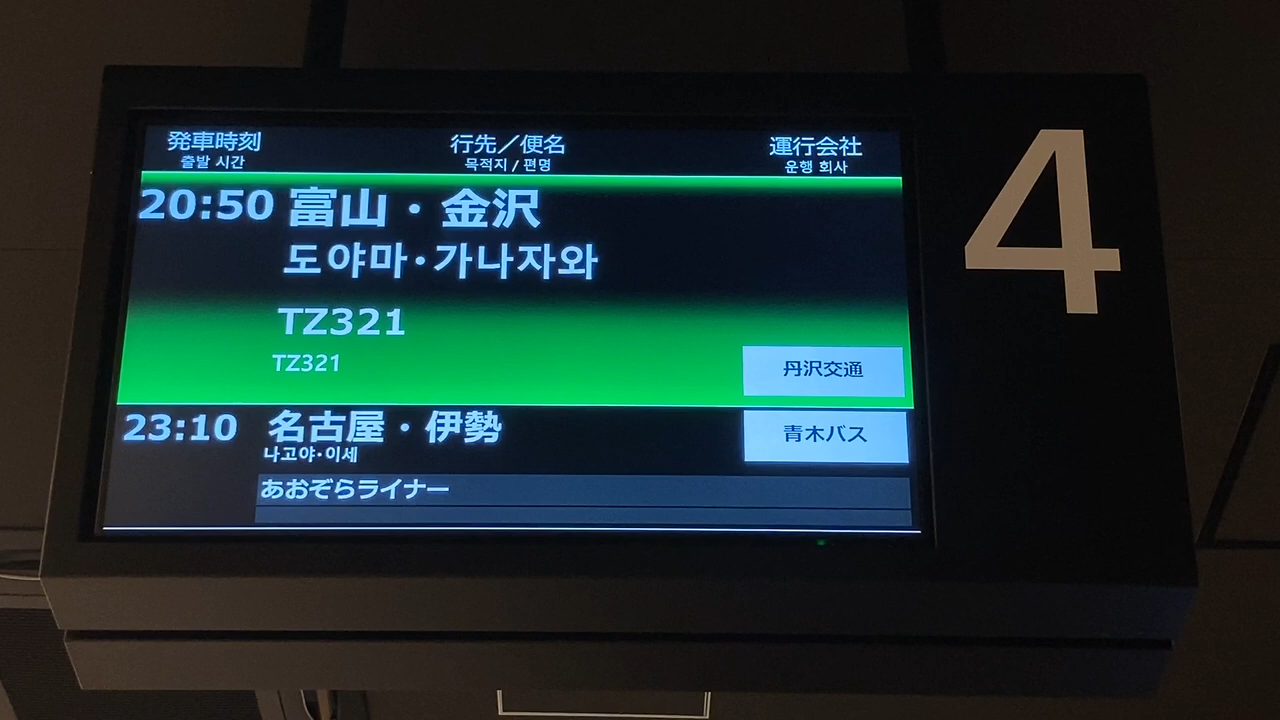 発車時刻 行先／便名 運行会社
출발 시간 목적지 / 편명 운행 회사
20:50 富山・金沢
도야마·가나자와
TZ321
TZ321
丹沢交通
23:10 名古屋・伊勢 青木バス
나고야·이세
あおぞらライナー
4